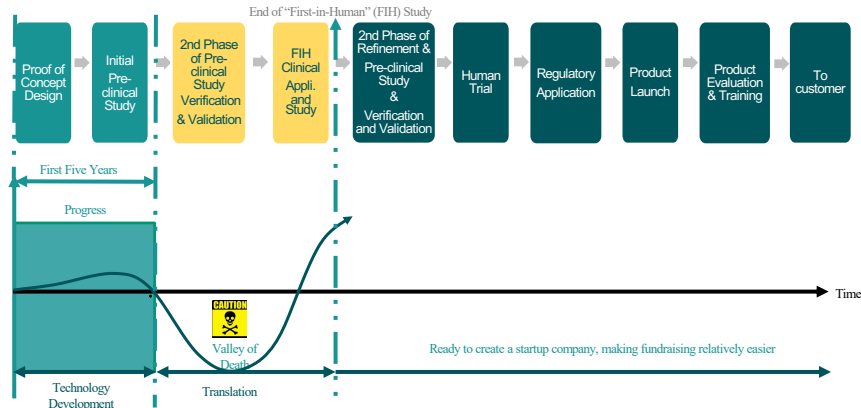 End of “First-in-Human” (FIH) Study
Proof of
Concept
Design
Initial
Pre-
clinical
Study
2nd Phase
of Pre-
clinical
Study
Verification
& Validation
FIH
Clinical
Appli.
and
Study
2nd Phase of
Refinement &
Pre-clinical
Study
&
Verification
and Validation
Human
Trial
Regulatory
Application
Product
Launch
Product
Evaluation
& Training
To
customer
First Five Years
Progress
Time
CAUTION
Valley of
Death
Ready to create a startup company, making fundraising relatively easier
Technology
Development
Translation